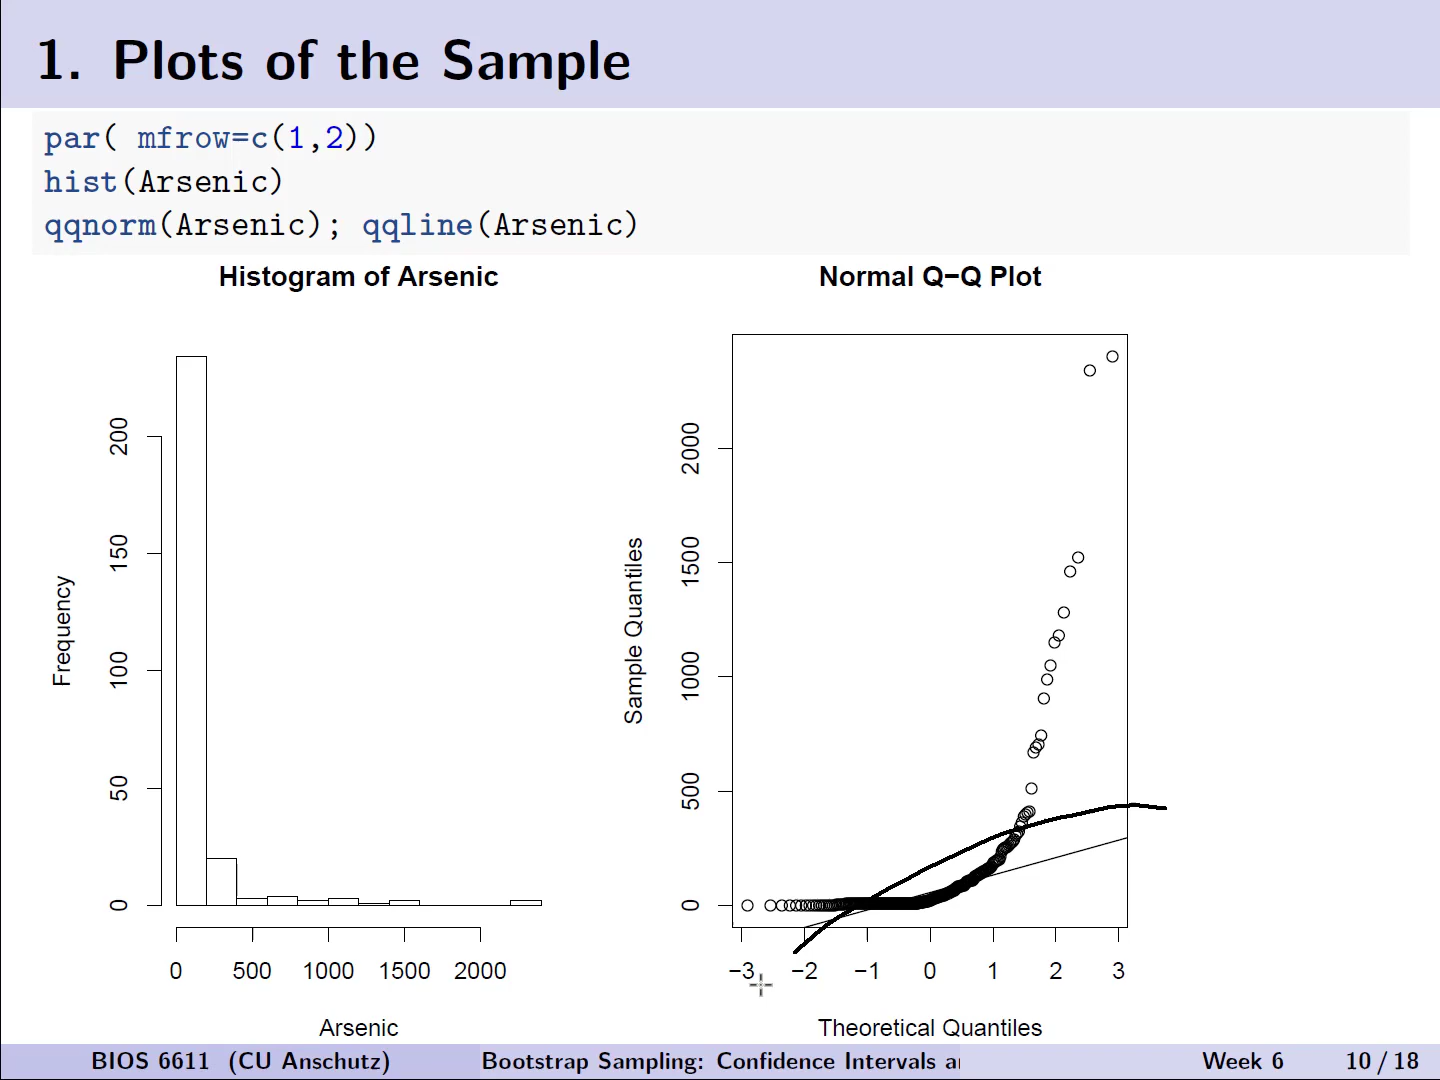 1. Plots of the Sample
par( mfrow=c(1,2))
hist(Arsenic)
qqnorm(Arsenic); qqline(Arsenic)
Histogram of Arsenic
Frequency
0 50 100 150 200
0 500 1000 1500 2000
Arsenic
Normal Q−Q Plot
Sample Quantiles
0 500 1000 1500 2000
−3 −2 −1 0 1 2 3
Theoretical Quantiles
BIOS 6611 (CU Anschutz) Bootstrap Sampling: Confidence Intervals Week 6 10 / 18